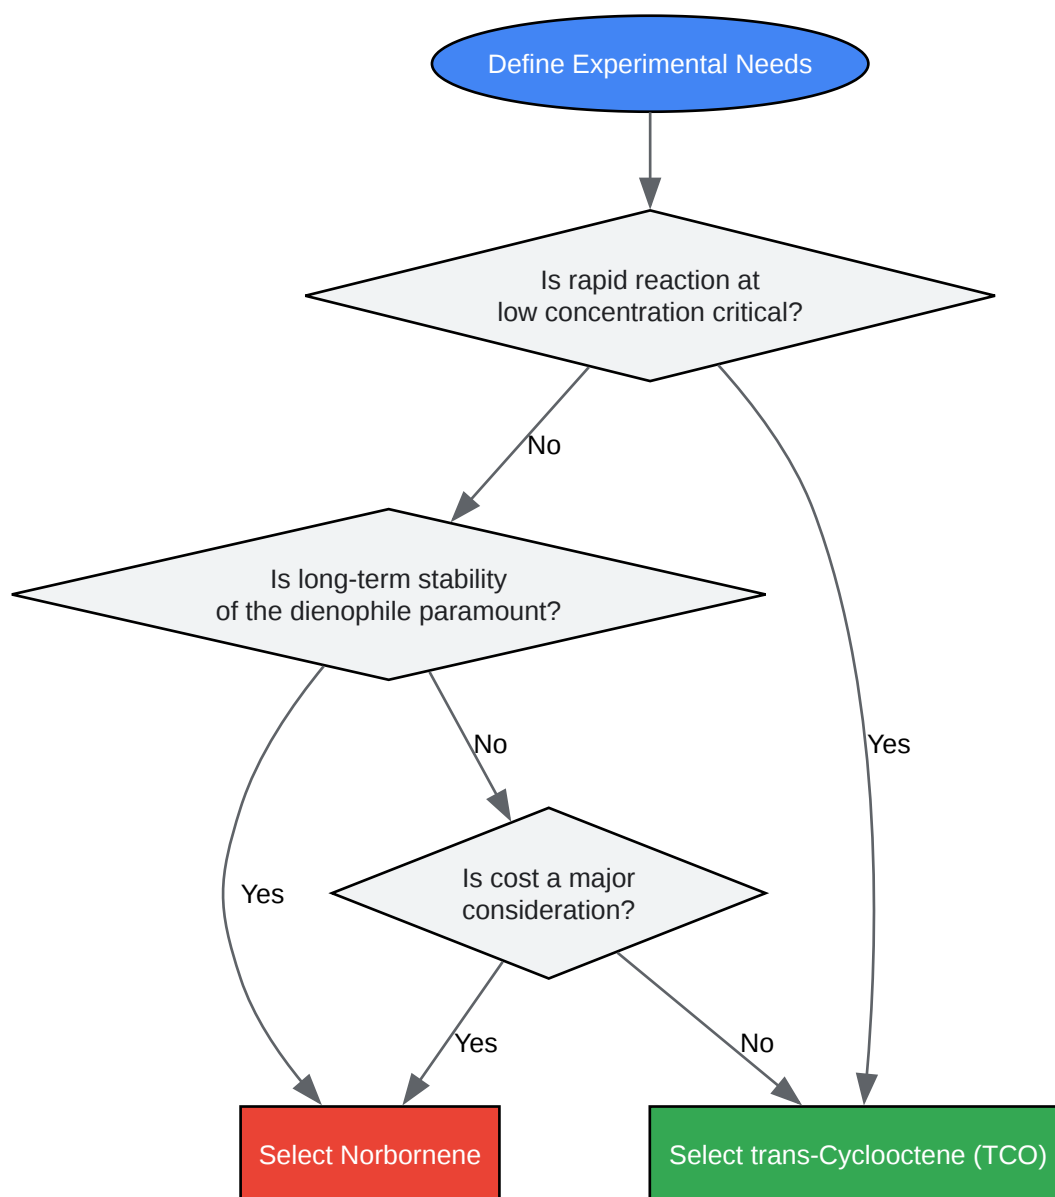 Define Experimental Needs
Is rapid reaction at
low concentration critical?
No
Is long-term stability
of the dienophile paramount?
No
Yes
Is cost a major
consideration?
Yes
Yes
No
Select Norbornene
Select trans-Cyclooctene (TCO)